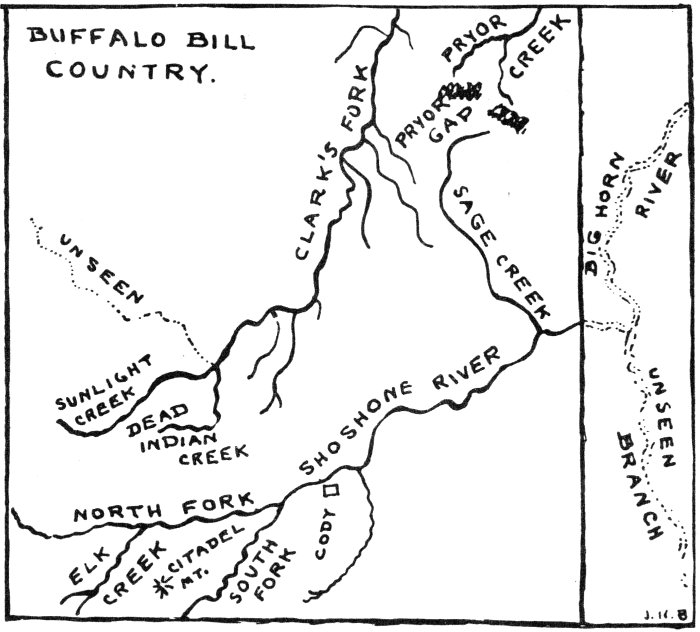 BUFFALO BILL
COUNTRY.
PRYOR
CREEK
PRYOR
GAP
CLARK'S FORK
SAGE CREEK
BIG HORN
RIVER
UNSEEN
SUNLIGHT
CREEK
DEAD
INDIAN
CREEK
SHOSHONE RIVER
UNSEEN
BRANCH
NORTH FORK
ELK
CREEK
CITADEL
MT.
SOUTH
FORK
CODY
J.K.B